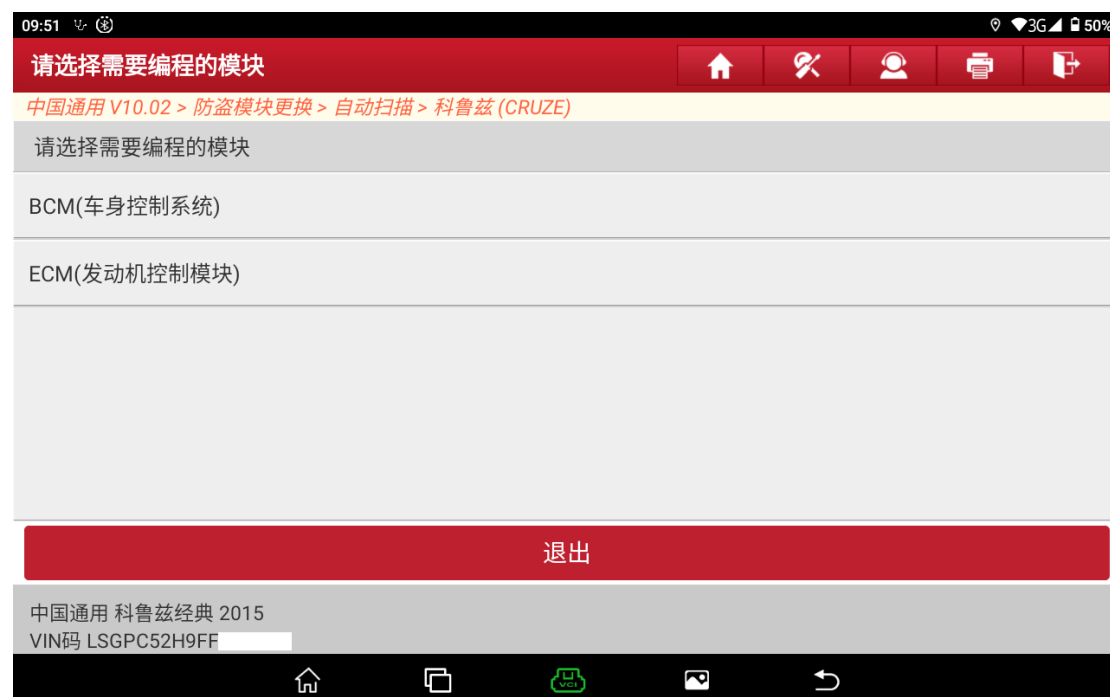 09:51 3G 50%
请选择需要编程的模块
中国通用 V10.02 > 防盗模块更换 > 自动扫描 > 科鲁兹 (CRUZE)
请选择需要编程的模块
BCM(车身控制系统)
ECM(发动机控制模块)
退出
中国通用 科鲁兹经典 2015
VIN码 LSGPC52H9FF
VCI